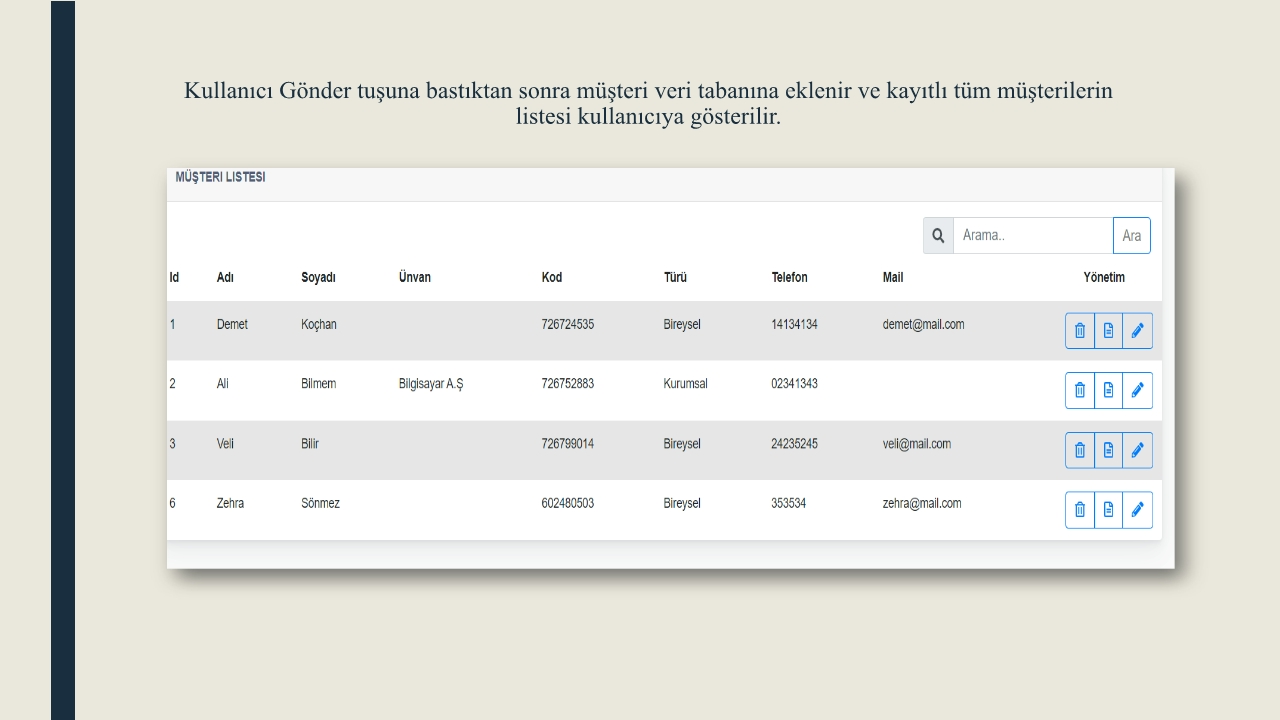 Kullanıcı Gönder tuşuna bastıktan sonra müşteri veri tabanına eklenir ve kayıtlı tüm müşterilerin
listesi kullanıcıya gösterilir.
MÜŞTERI LISTESI
Arama.. Ara
Id Adı Soyadı Ünvan Kod Türü Telefon Mail Yönetim
1 Demet Koçhan 726724535 Bireysel 14134134 demet@mail.com
2 Ali Bilmem Bilgisayar A.Ş 726752883 Kurumsal 02341343
3 Veli Bilir 726799014 Bireysel 24235245 veli@mail.com
6 Zehra Sönmez 602480503 Bireysel 353534 zehra@mail.com